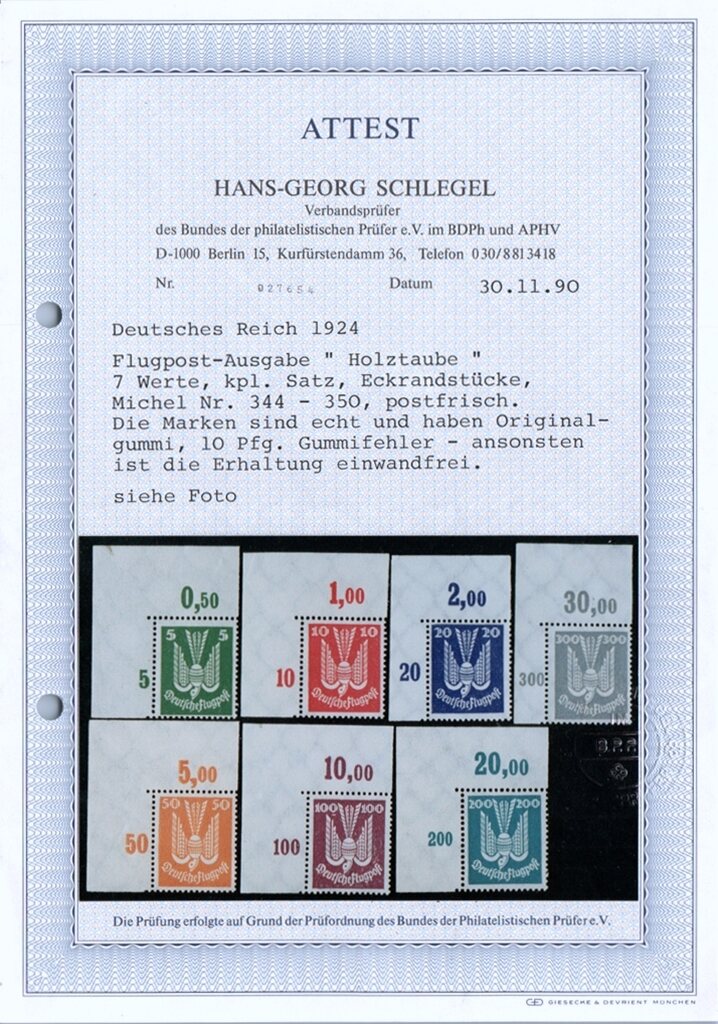 ATTEST
HANS-GEORG SCHLEGEL
Verbandsprüfer
des Bundes der philatelistischen Prüfer e.V. im BDPh und APHV
D-1000 Berlin 15, Kurfürstendamm 36, Telefon 030/8813418
Nr. 027654 Datum 30.11.90
Deutsches Reich 1924
Flugpost-Ausgabe " Holztaube "
7 Werte, kpl. Satz, Eckrandstücke,
Michel Nr. 344 - 350, postfrisch.
Die Marken sind echt und haben Original-
gummi, 10 Pfg. Gummifehler - ansonsten
ist die Erhaltung einwandfrei.
siehe Foto
0,50 1,00 2,00 30,00
5 5 10 10 20 20 300 300
5 10 20 300
Deutsche Flugpost Deutsche Flugpost Deutsche Flugpost Deutsche Flugpost
5,00 10,00 20,00
50 50 100 100 200 200
50 100 200
Deutsche Flugpost Deutsche Flugpost Deutsche Flugpost
Die Prüfung erfolgte auf Grund der Prüfordnung des Bundes der Philatelistischen Prüfer e.V.
GIESECKE & DEVRIENT MÜNCHEN